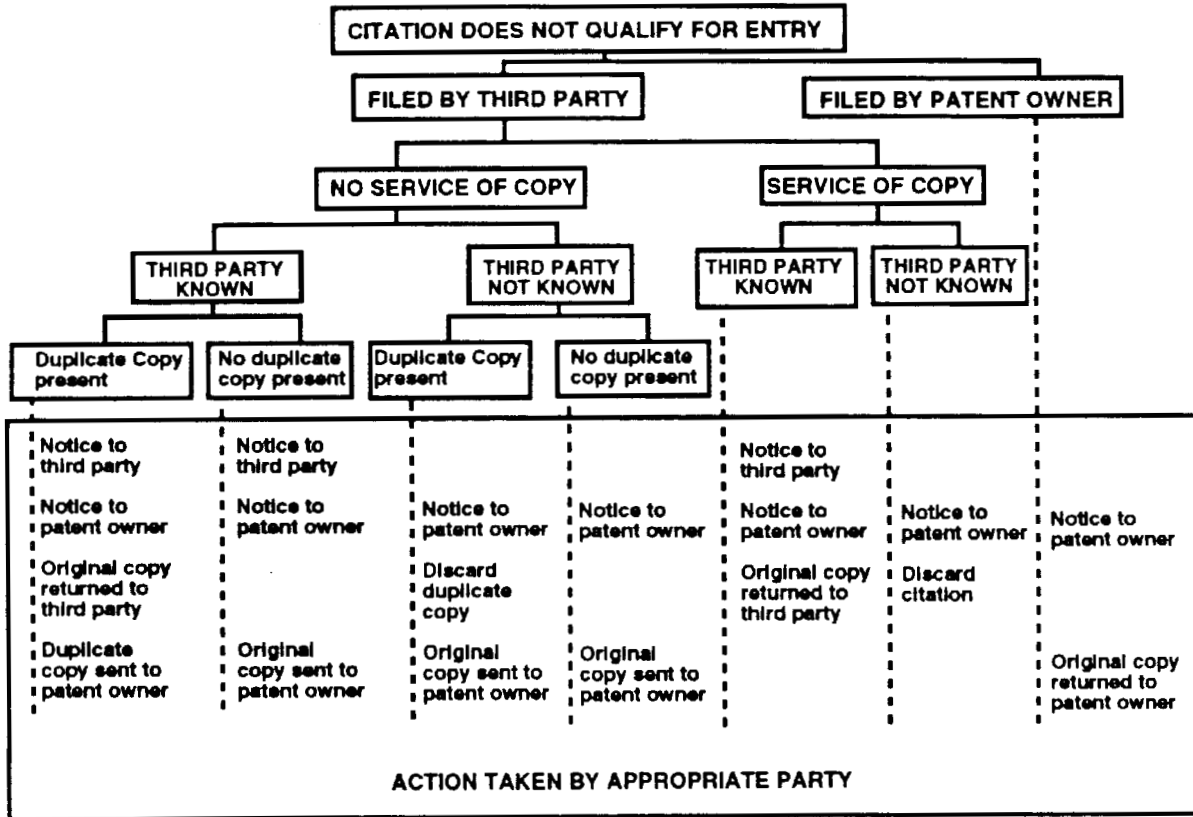 CITATION DOES NOT QUALIFY FOR ENTRY
FILED BY THIRD PARTY
FILED BY PATENT OWNER
NO SERVICE OF COPY
SERVICE OF COPY
THIRD PARTY
KNOWN
THIRD PARTY
NOT KNOWN
THIRD PARTY
KNOWN
THIRD PARTY
NOT KNOWN
Duplicate Copy
present
No duplicate
copy present
Duplicate Copy
present
No duplicate
copy present
Notice to
third party
Notice to
patent owner
Original copy
returned to
third party
Duplicate
copy sent to
patent owner
Notice to
third party
Notice to
patent owner
Original
copy sent to
patent owner
Notice to
patent owner
Discard
duplicate
copy
Original
copy sent to
patent owner
Notice to
patent owner
Original
copy sent to
patent owner
Notice to
third party
Notice to
patent owner
Original copy
returned to
third party
Notice to
patent owner
Discard
citation
Notice to
patent owner
Original copy
returned to
patent owner
ACTION TAKEN BY APPROPRIATE PARTY